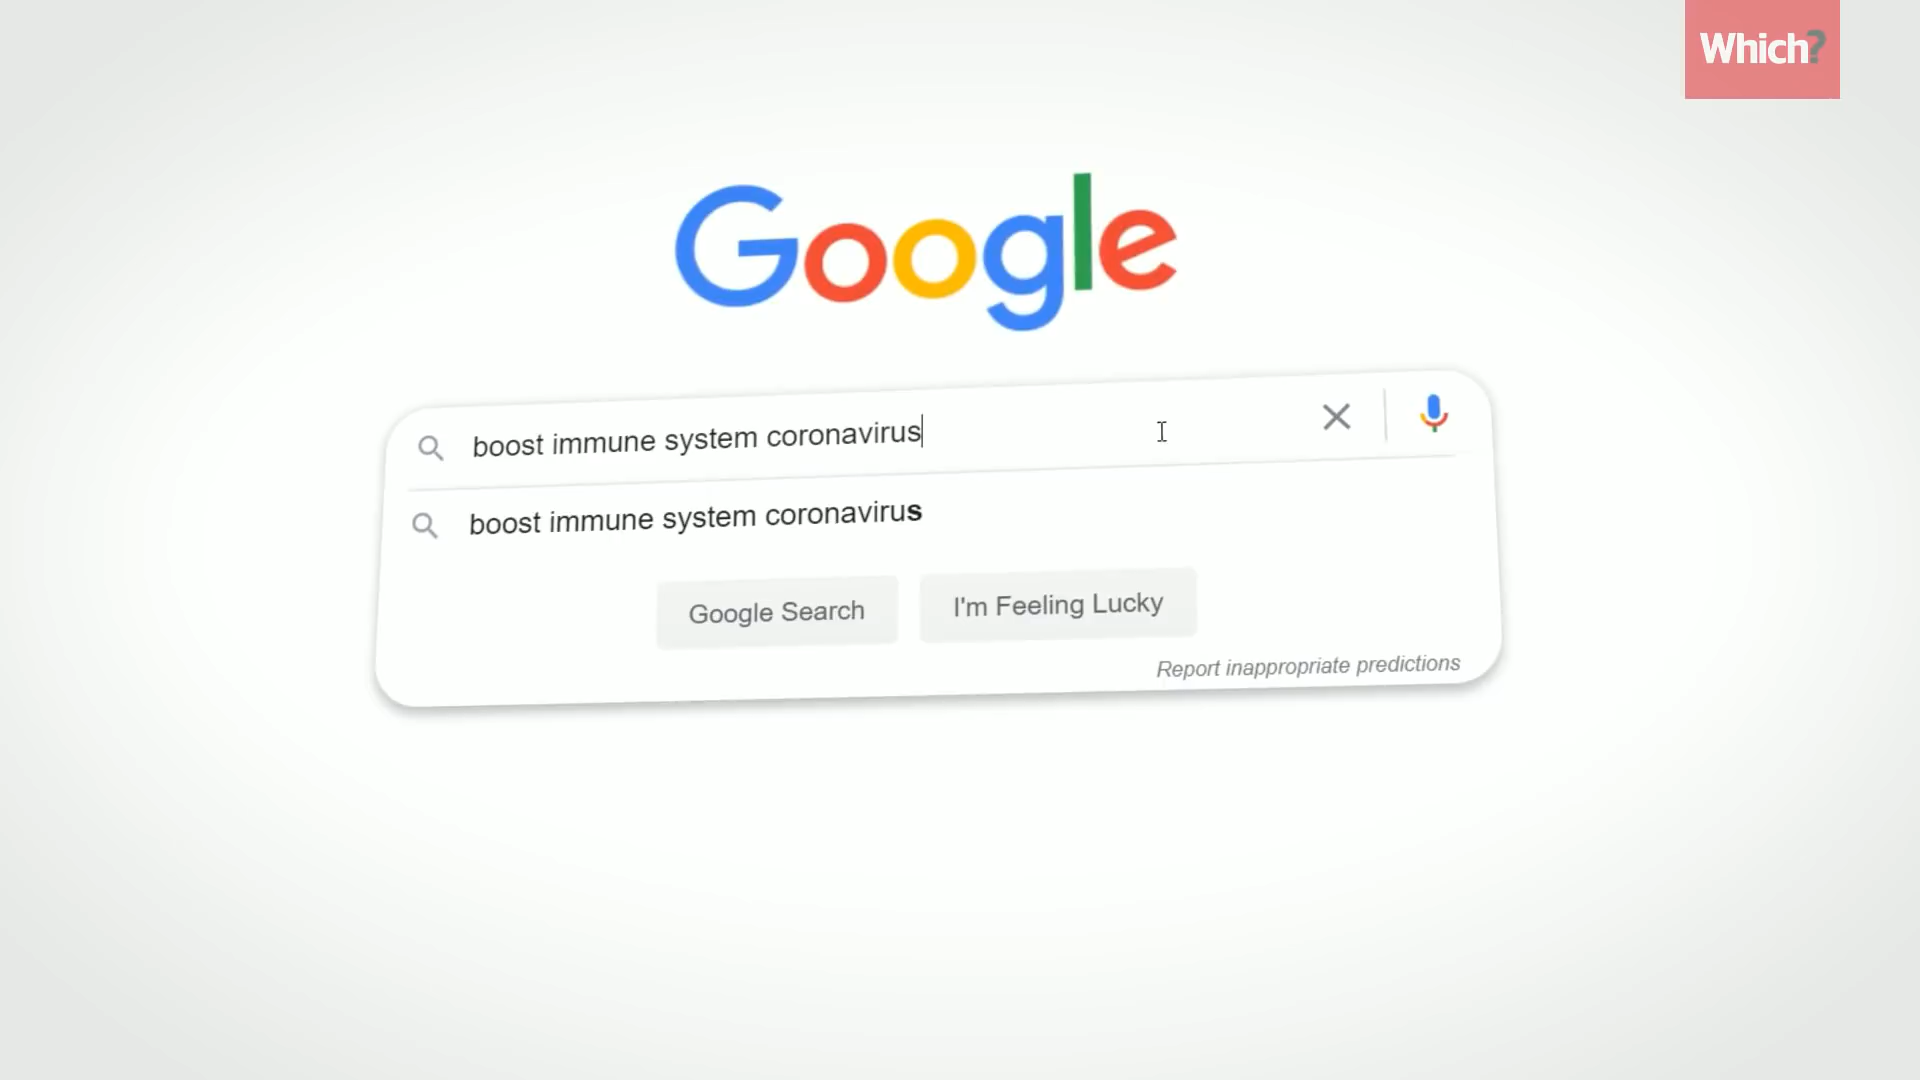 Which?
Google
boost immune system coronavirus
boost immune system coronavirus
Google Search
I'm Feeling Lucky
Report inappropriate predictions